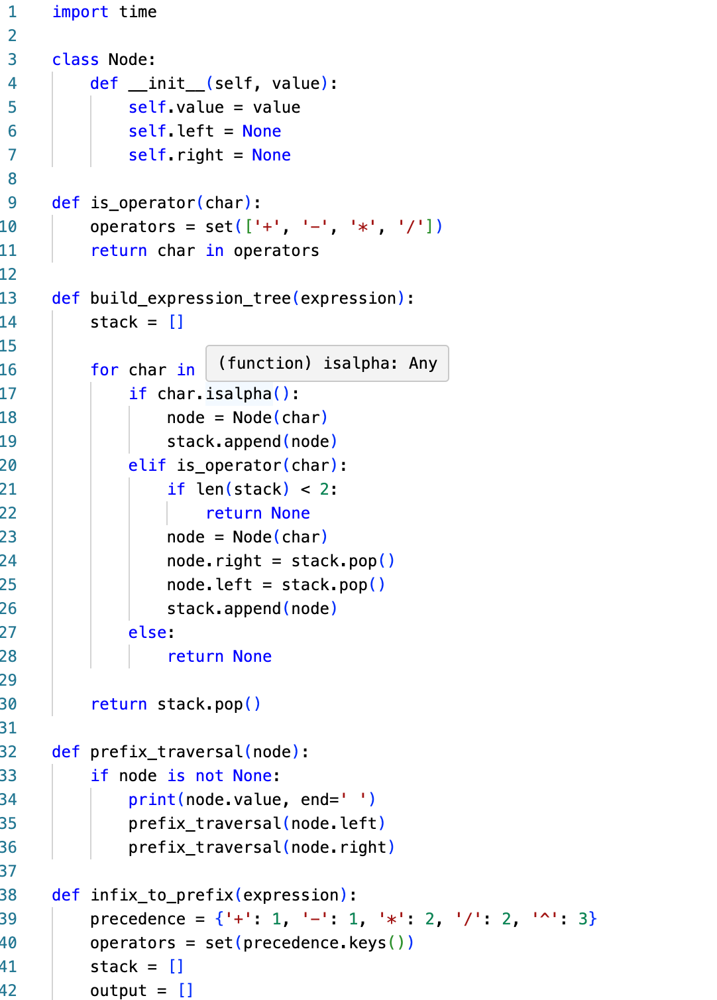 1 import time
2
3 class Node:
4     def __init__(self, value):
5         self.value = value
6         self.left = None
7         self.right = None
8
9 def is_operator(char):
10     operators = set(['+', '-', '*', '/'])
11     return char in operators
12
13 def build_expression_tree(expression):
14     stack = []
15
(function) isalpha: Any
16     for char in
17         if char.isalpha():
18             node = Node(char)
19             stack.append(node)
20         elif is_operator(char):
21             if len(stack) < 2:
22                 return None
23             node = Node(char)
24             node.right = stack.pop()
25             node.left = stack.pop()
26             stack.append(node)
27         else:
28             return None
29
30     return stack.pop()
31
32 def prefix_traversal(node):
33     if node is not None:
34         print(node.value, end=' ')
35         prefix_traversal(node.left)
36         prefix_traversal(node.right)
37
38 def infix_to_prefix(expression):
39     precedence = {'+': 1, '-': 1, '*': 2, '/': 2, '^': 3}
40     operators = set(precedence.keys())
41     stack = []
42     output = []